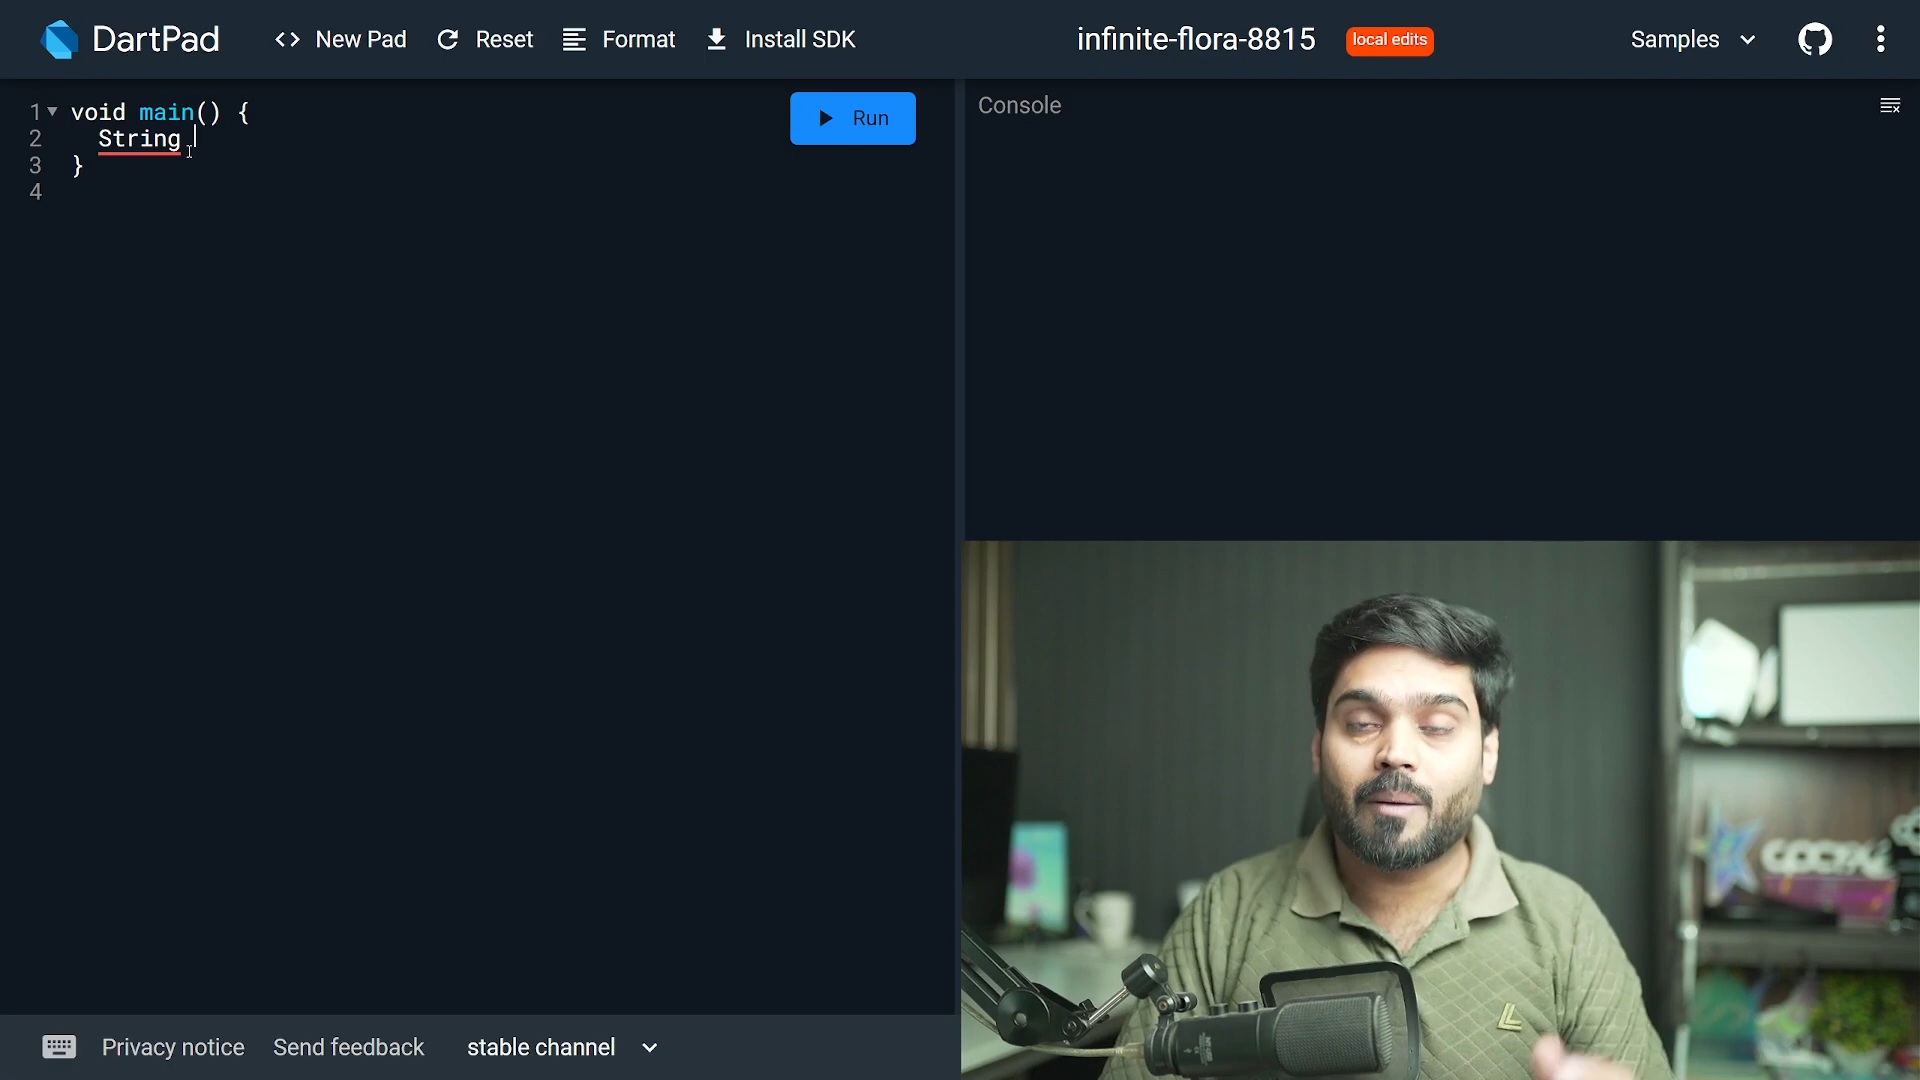 DartPad
<> New Pad
Reset
Format
Install SDK
infinite-flora-8815
local edits
Samples
1 void main() {
2 String
3 }
4
Run
Console
Privacy notice
Send feedback
stable channel